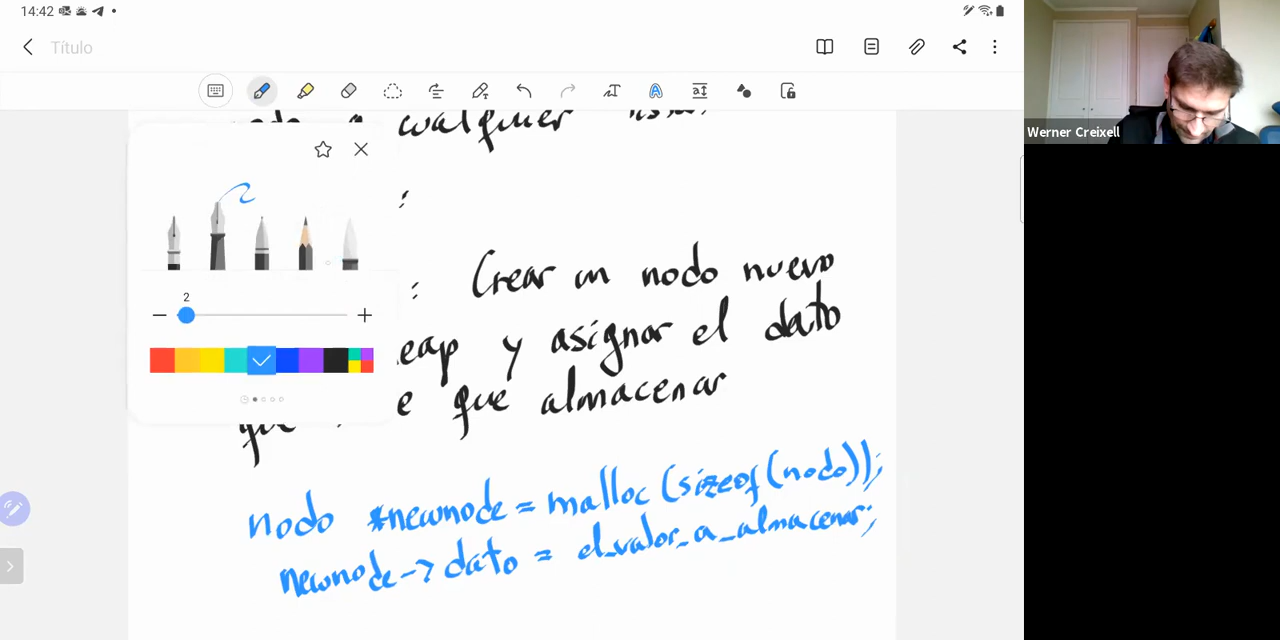 14:42
Título
Werner Creixell
cualquier
2
:
: Crear un nodo nuevo
eap y asignar el dato
que e que almacenar
nodo *newnode = malloc (sizeof(nodo));
newnode -> dato = el_valor_a_almacenar;